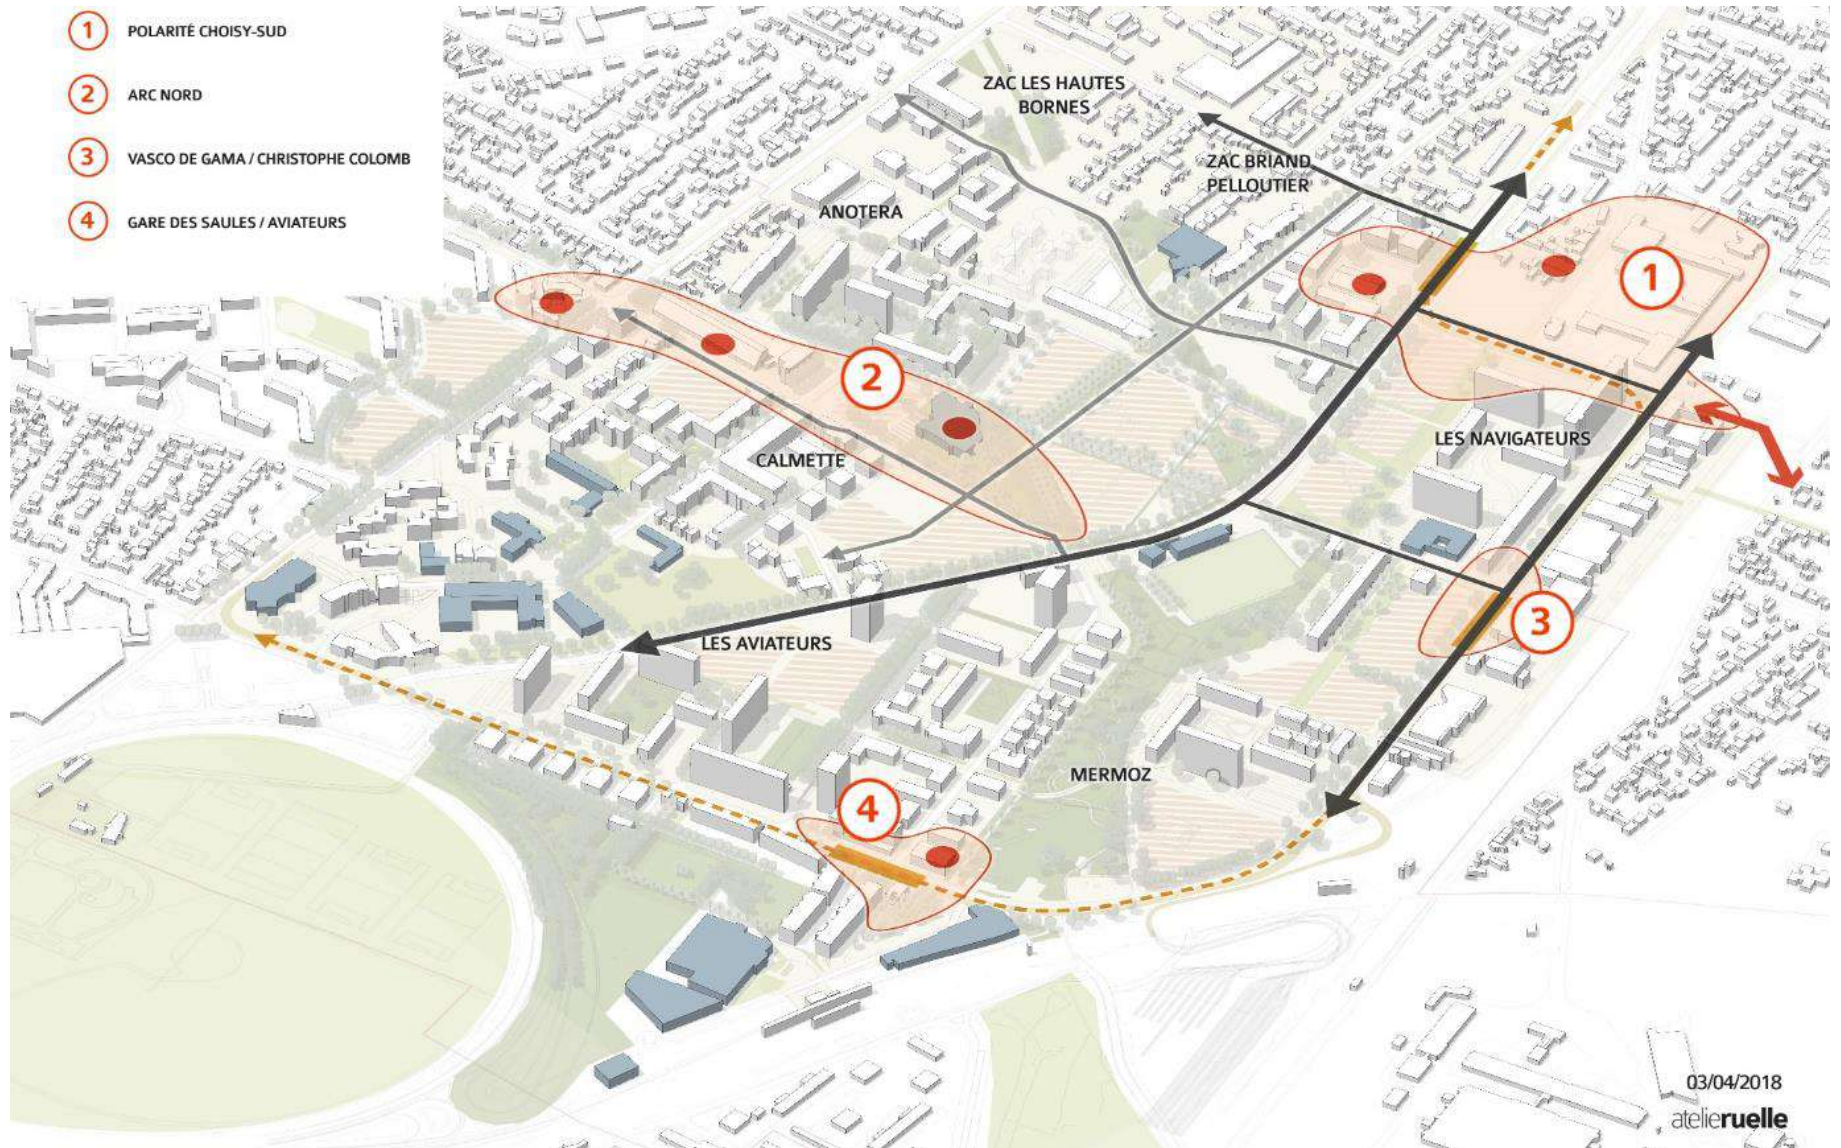 1 POLARITÉ CHOISY-SUD
2 ARC NORD
3 VASCO DE GAMA / CHRISTOPHE COLOMB
4 GARE DES SAULES / AVIATEURS
ZAC LES HAUTES
BORNES
ZAC BRIAND
PELLOUTIER
ANOTERA
1
2
LES NAVIGATEURS
CALMETTE
3
LES AVIATEURS
MERMOZ
4
03/04/2018
atelierruelle